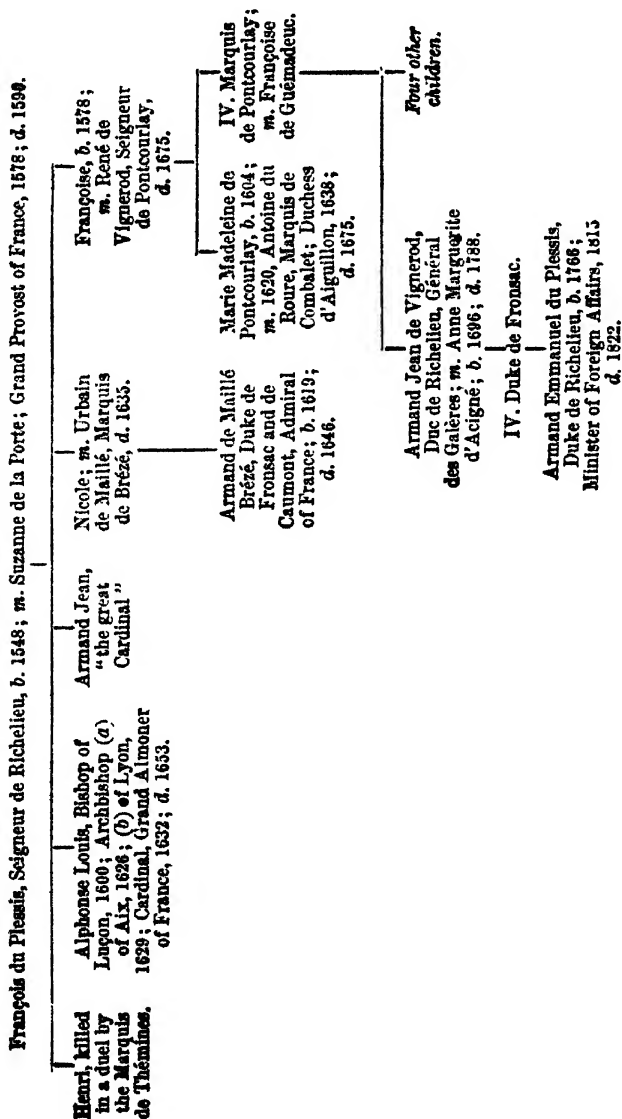 François du Plessis, Seigneur de Richelieu, b. 1548; m. Suzanne de la Porte; Grand Provost of France, 1578; d. 1590.
Henri, killed
in a duel by
the Marquis
de Thémines.
Alphonse Louis, Bishop of
Luçon, 1600; Archbishop (a)
of Aix, 1626; (b) of Lyon,
1629; Cardinal, Grand Almoner
of France, 1632; d. 1653.
Armand Jean,
"the great
Cardinal"
Nicole; m. Urbain
de Maillé, Marquis
de Brézé, d. 1635.
Françoise, b. 1578;
m. René de
Vignerod, Seigneur
de Pontcourlay,
d. 1675.
Armand de Maillé
Brézé, Duke de
Fronsac and de
Caumont, Admiral
of France; b. 1619;
d. 1646.
Marie Madeleine de
Pontcourlay, b. 1604;
m. 1620, Antoine du
Roure, Marquis de
Combalet; Duchess
d'Aiguillon, 1638;
d. 1675.
IV. Marquis
de Pontcourlay;
m. Françoise
de Guémadeuc.
Armand Jean de Vignerod,
Duc de Richelieu, Général
des Galères; m. Anne Marguerite
d'Acigné; b. 1696; d. 1788.
Four other
children.
IV. Duke de Fronsac.
Armand Emmanuel du Plessis,
Duke de Richelieu, b. 1766;
Minister of Foreign Affairs, 1815
d. 1822.